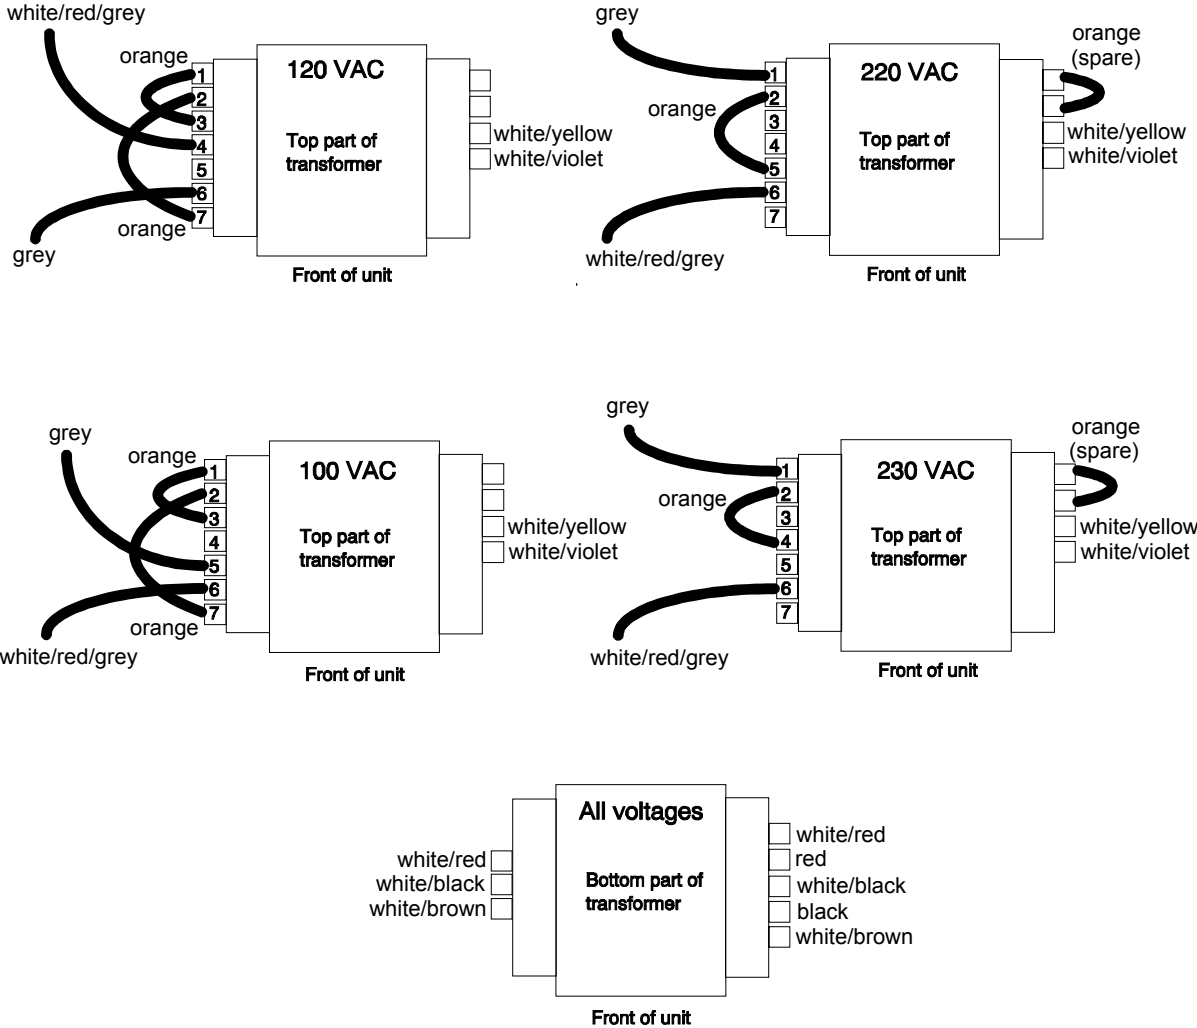 white/red/grey
orange
1
2
3
4
5
6
7
orange
grey
120 VAC
Top part of
transformer
white/yellow
white/violet
Front of unit
grey
orange
1
2
3
4
5
6
7
white/red/grey
220 VAC
Top part of
transformer
orange
(spare)
white/yellow
white/violet
Front of unit
grey
orange
1
2
3
4
5
6
7
orange
white/red/grey
100 VAC
Top part of
transformer
white/yellow
white/violet
Front of unit
grey
orange
1
2
3
4
5
6
7
white/red/grey
230 VAC
Top part of
transformer
orange
(spare)
white/yellow
white/violet
Front of unit
white/red
white/black
white/brown
All voltages
Bottom part of
transformer
white/red
red
white/black
black
white/brown
Front of unit